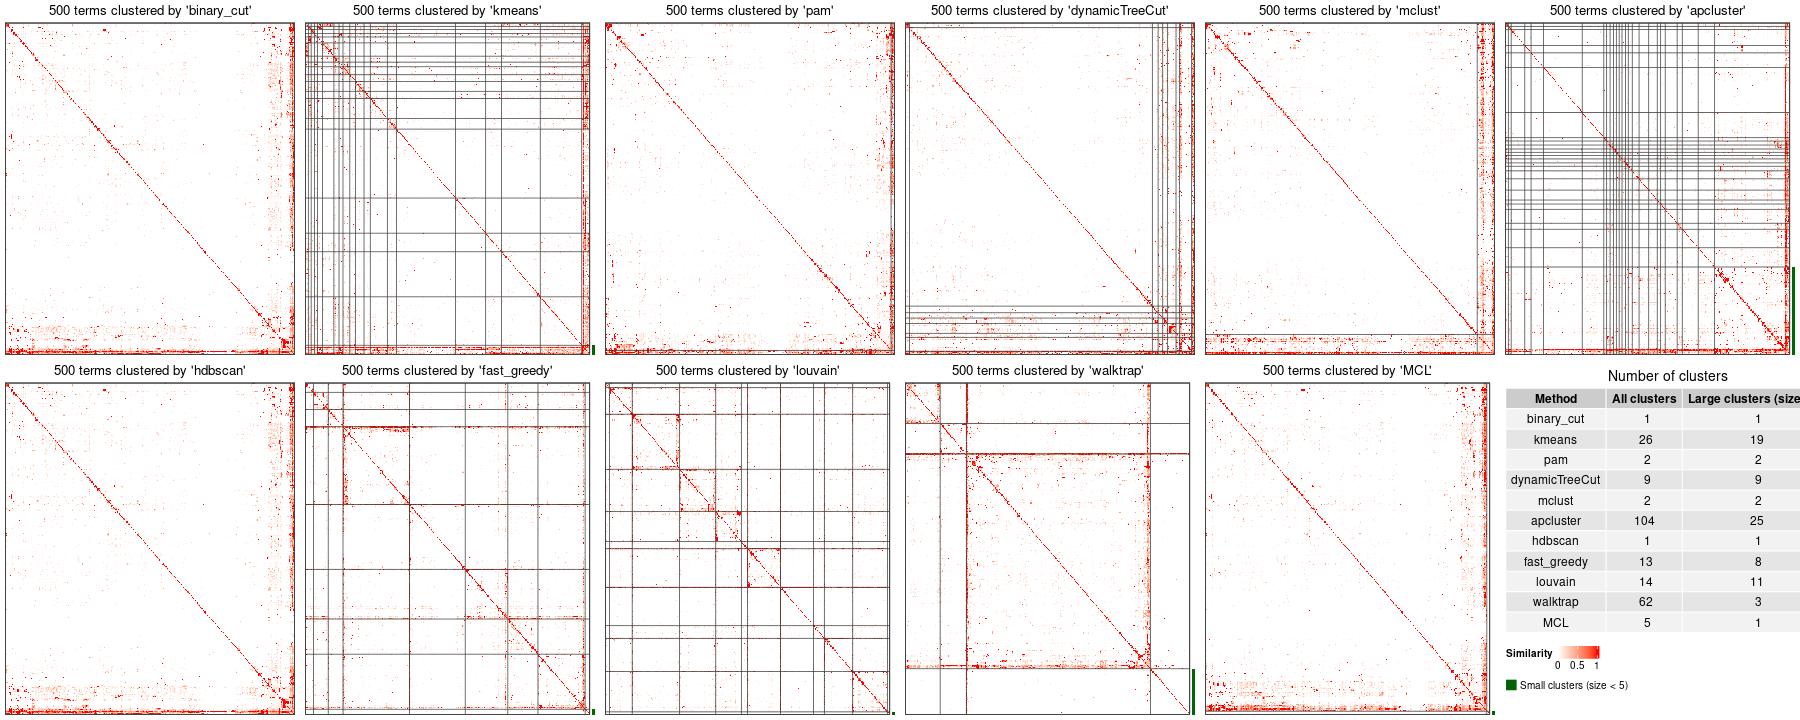 500 terms clustered by 'binary_cut'
500 terms clustered by 'kmeans'
500 terms clustered by 'pam'
500 terms clustered by 'dynamicTreeCut'
500 terms clustered by 'mclust'
500 terms clustered by 'apcluster'
500 terms clustered by 'hdbscan'
500 terms clustered by 'fast_greedy'
500 terms clustered by 'louvain'
500 terms clustered by 'walktrap'
500 terms clustered by 'MCL'
Number of clusters
Method All clusters Large clusters (size
binary_cut 1 1
kmeans 26 19
pam 2 2
dynamicTreeCut 9 9
mclust 2 2
apcluster 104 25
hdbscan 1 1
fast_greedy 13 8
louvain 14 11
walktrap 62 3
MCL 5 1
Similarity
0 0.5 1
Small clusters (size < 5)